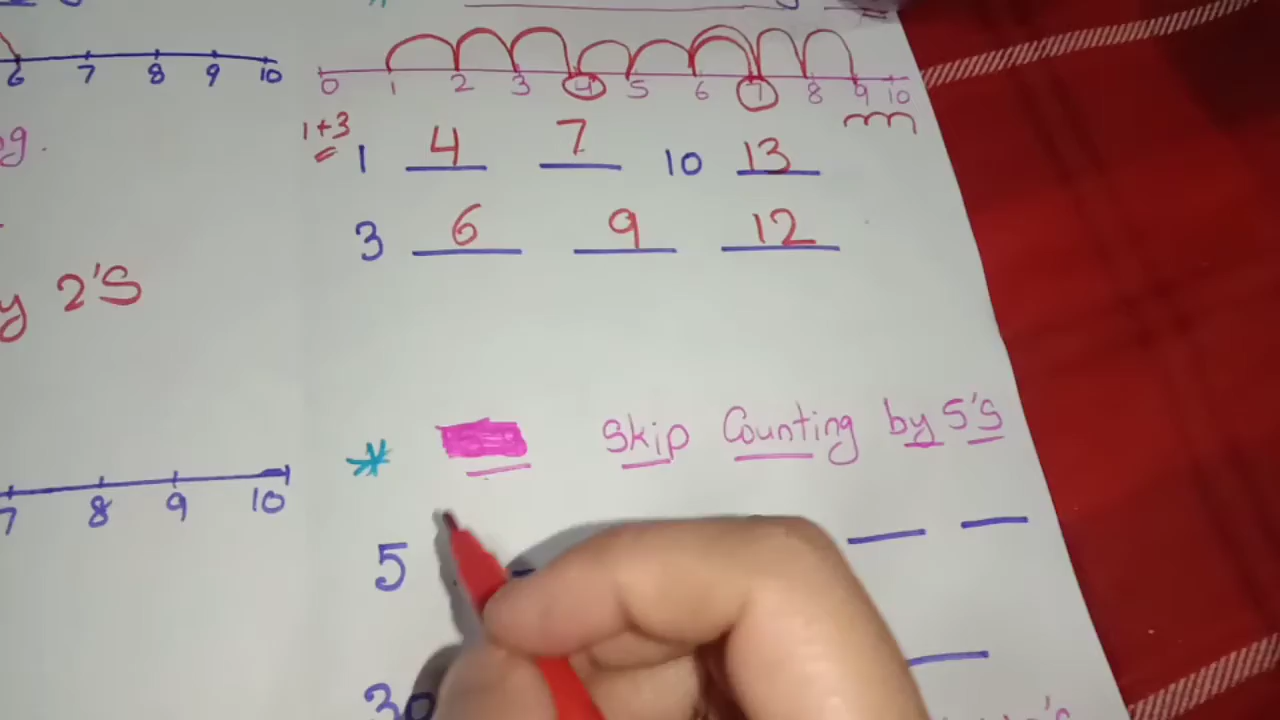 6 7 8 9 10
0 1 2 3 4 5 6 7 8 9 10
1+3
1 4 7 10 13
3 6 9 12
g.
y 2'S
* Skip Counting by 5's
7 8 9 10
5
30